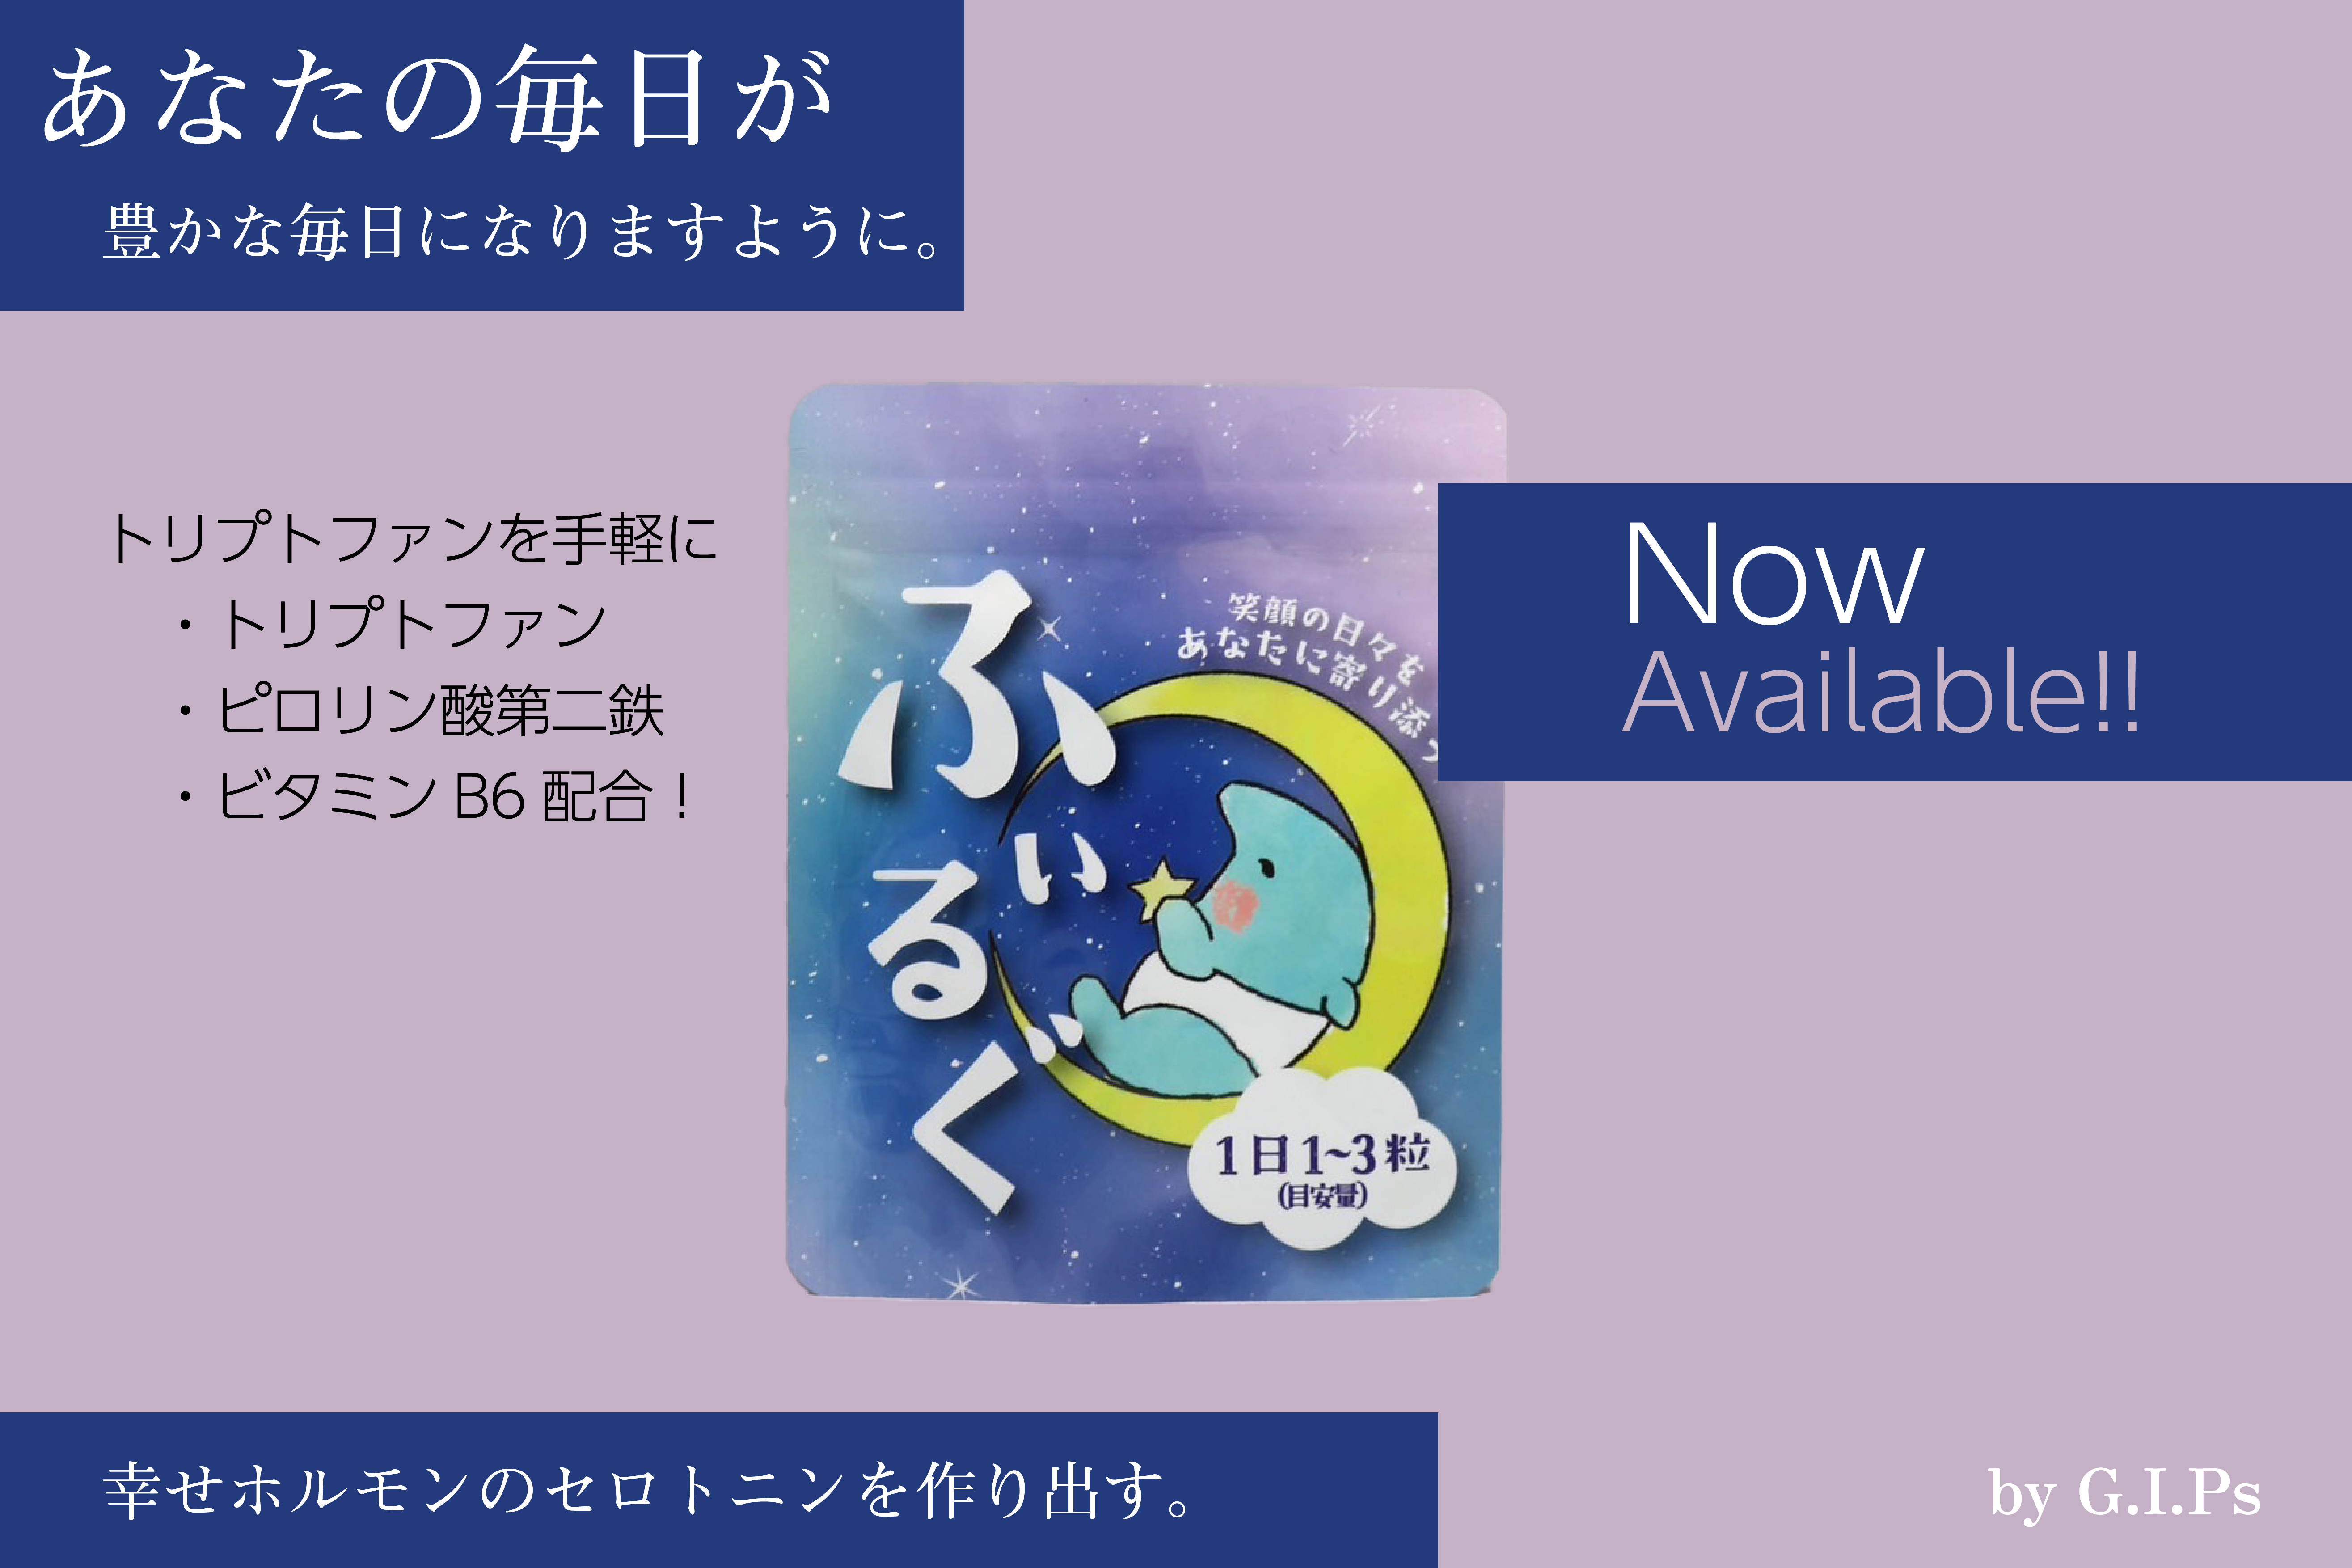 あなたの毎日が
豊かな毎日になりますように。
トリプトファンを手軽に
・トリプトファン
・ピロリン酸第二鉄
・ビタミン B6 配合！
ふぃるぐ
笑顔の日々を
あなたに寄り添う
1日1~3粒
(目安量)
Now
Available!!
幸せホルモンのセロトニンを作り出す。
by G.I.Ps